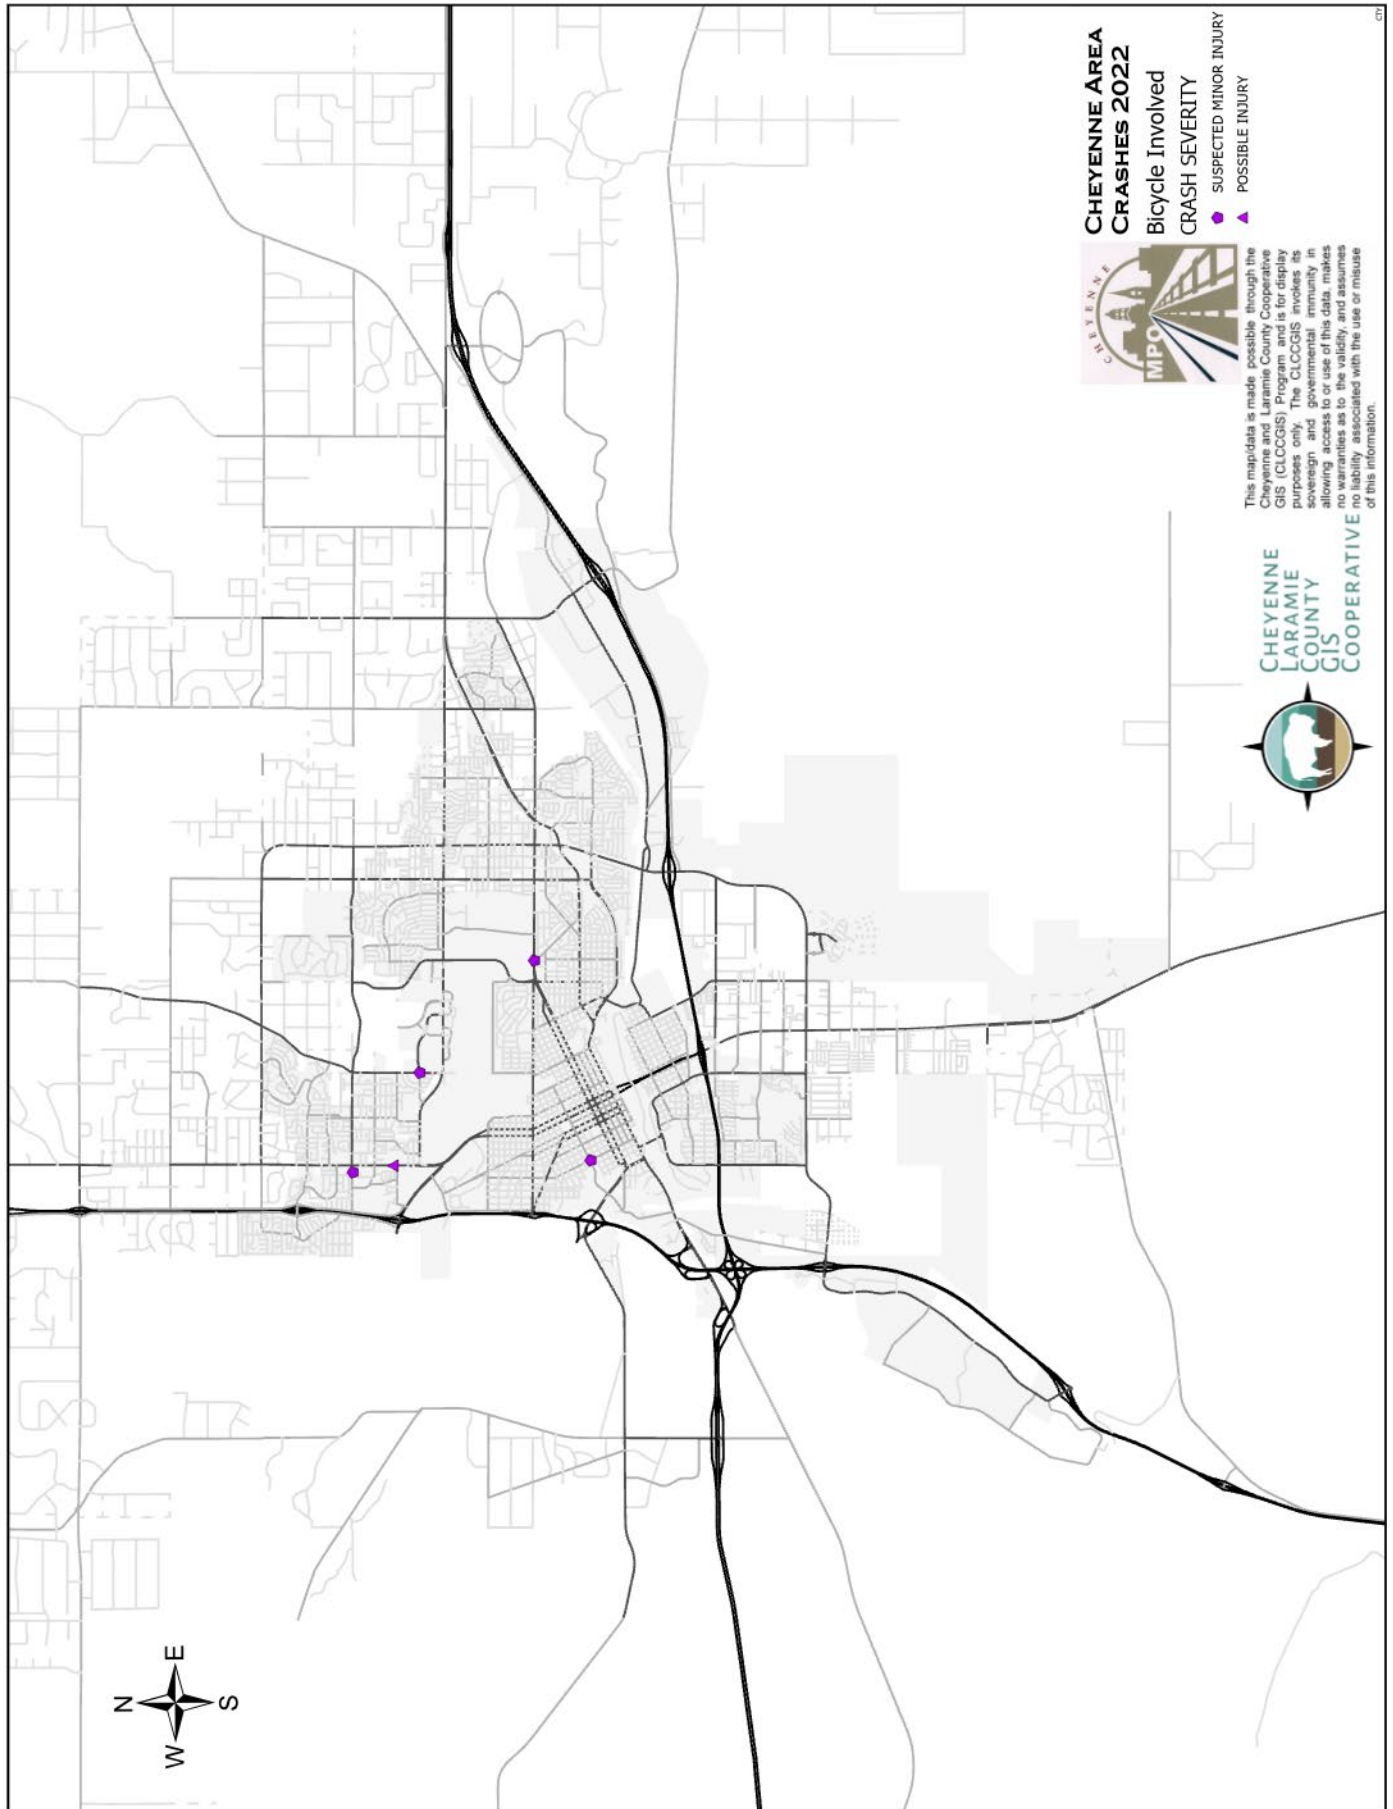 CHEYENNE AREA
CRASHES 2022
Bicycle Involved
CRASH SEVERITY
SUSPECTED MINOR INJURY
POSSIBLE INJURY
CHEYENNE
MPO
This map/data is made possible through the
Cheyenne and Laramie County Cooperative
GIS (CLCCGIS) Program and is for display
purposes only. The CLCCGIS invokes its
sovereign and governmental immunity in
allowing access to or use of this data, makes
no warranties as to the validity, and assumes
no liability associated with the use or misuse
of this information.
CHEYENNE
LARAMIE
COUNTY
GIS
COOPERATIVE
N
W
E
S
CTY